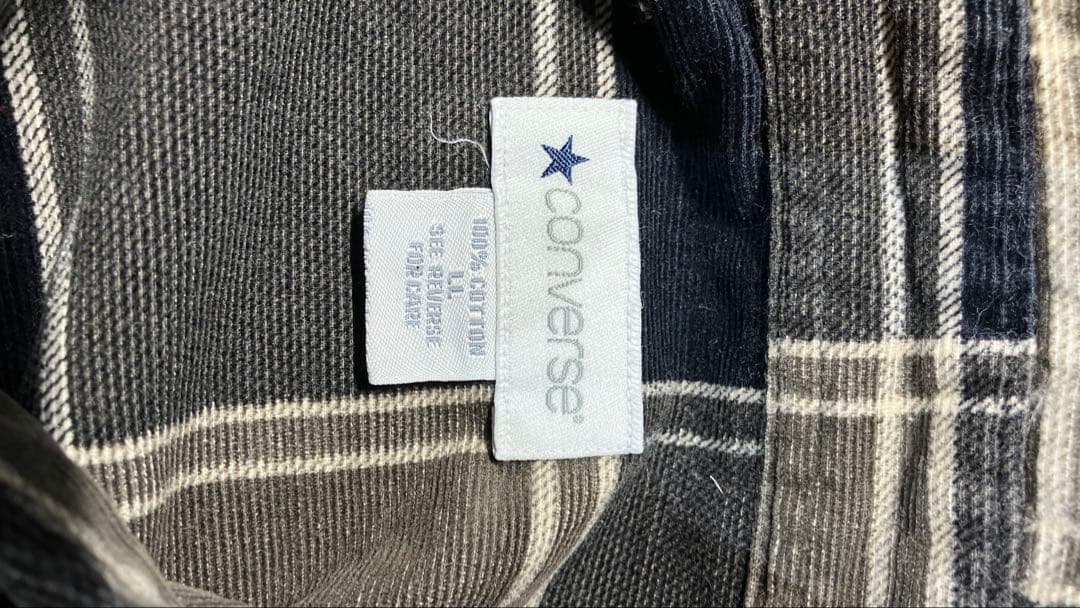 converse®
100% COTTON
LL
SEE REVERSE
FOR CARE